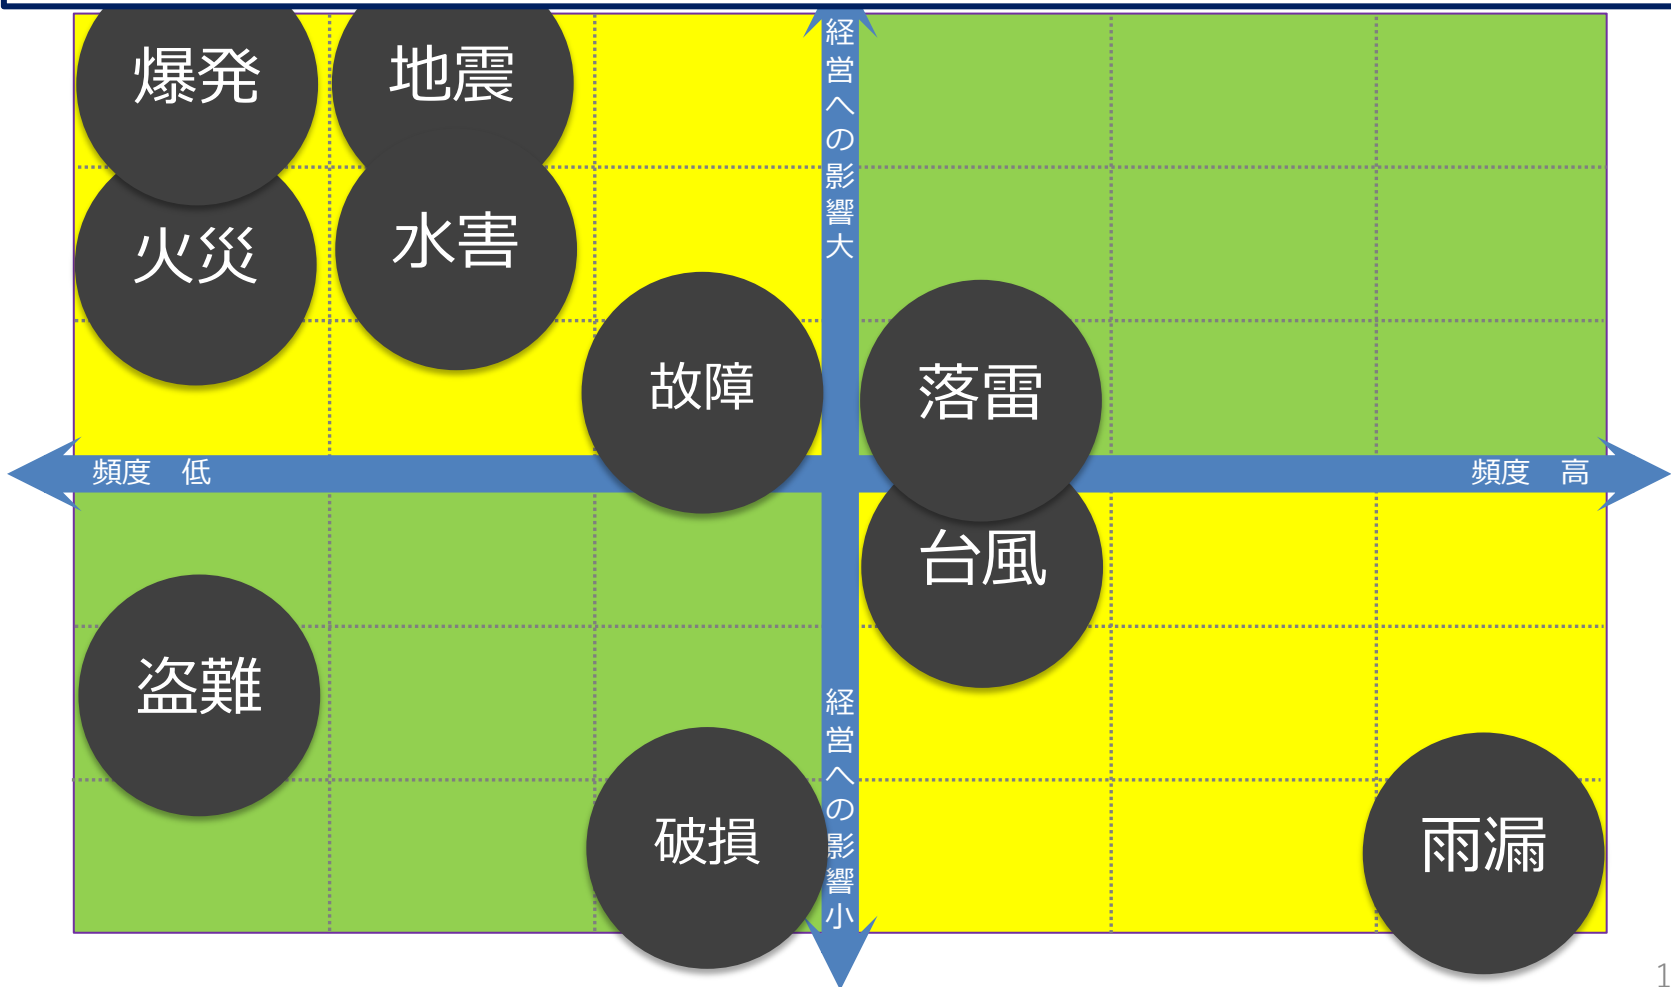 爆発
地震
経営への影響大
火災
水害
故障
落雷
頻度　低
頻度　高
台風
盗難
経営への影響小
破損
雨漏
1